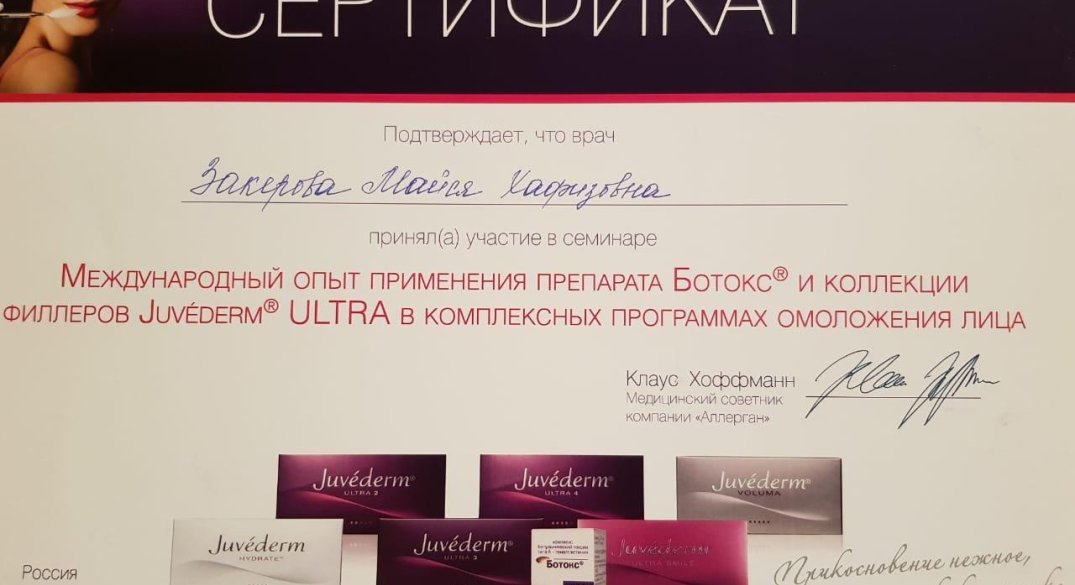 СЕРТИФИКАТ
Подтверждает, что врач
Закерова Майся Хафизовна
принял(а) участие в семинаре
Международный опыт применения препарата Ботокс® и коллекции
филлеров Juvéderm® ULTRA в комплексных программах омоложения лица
Клаус Хоффманн
Медицинский советник
компании «Аллерган»
Juvéderm®
ULTRA 2
Juvéderm®
ULTRA 4
Juvéderm®
VOLUMA
Juvéderm
HYDRATE
Juvéderm®
ULTRA 3
Ботокс®
Juvéderm
ULTRA SMILE
Россия
Прикосновение нежное,